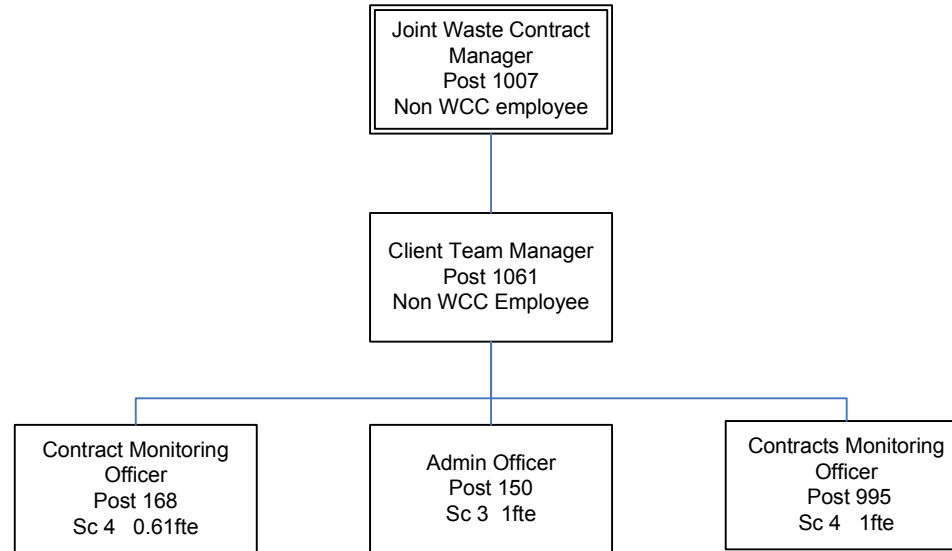 Joint Waste Contract
Manager
Post 1007
Non WCC employee
Client Team Manager
Post 1061
Non WCC Employee
Contract Monitoring
Officer
Post 168
Sc 4 0.61fte
Admin Officer
Post 150
Sc 3 1fte
Contracts Monitoring
Officer
Post 995
Sc 4 1fte